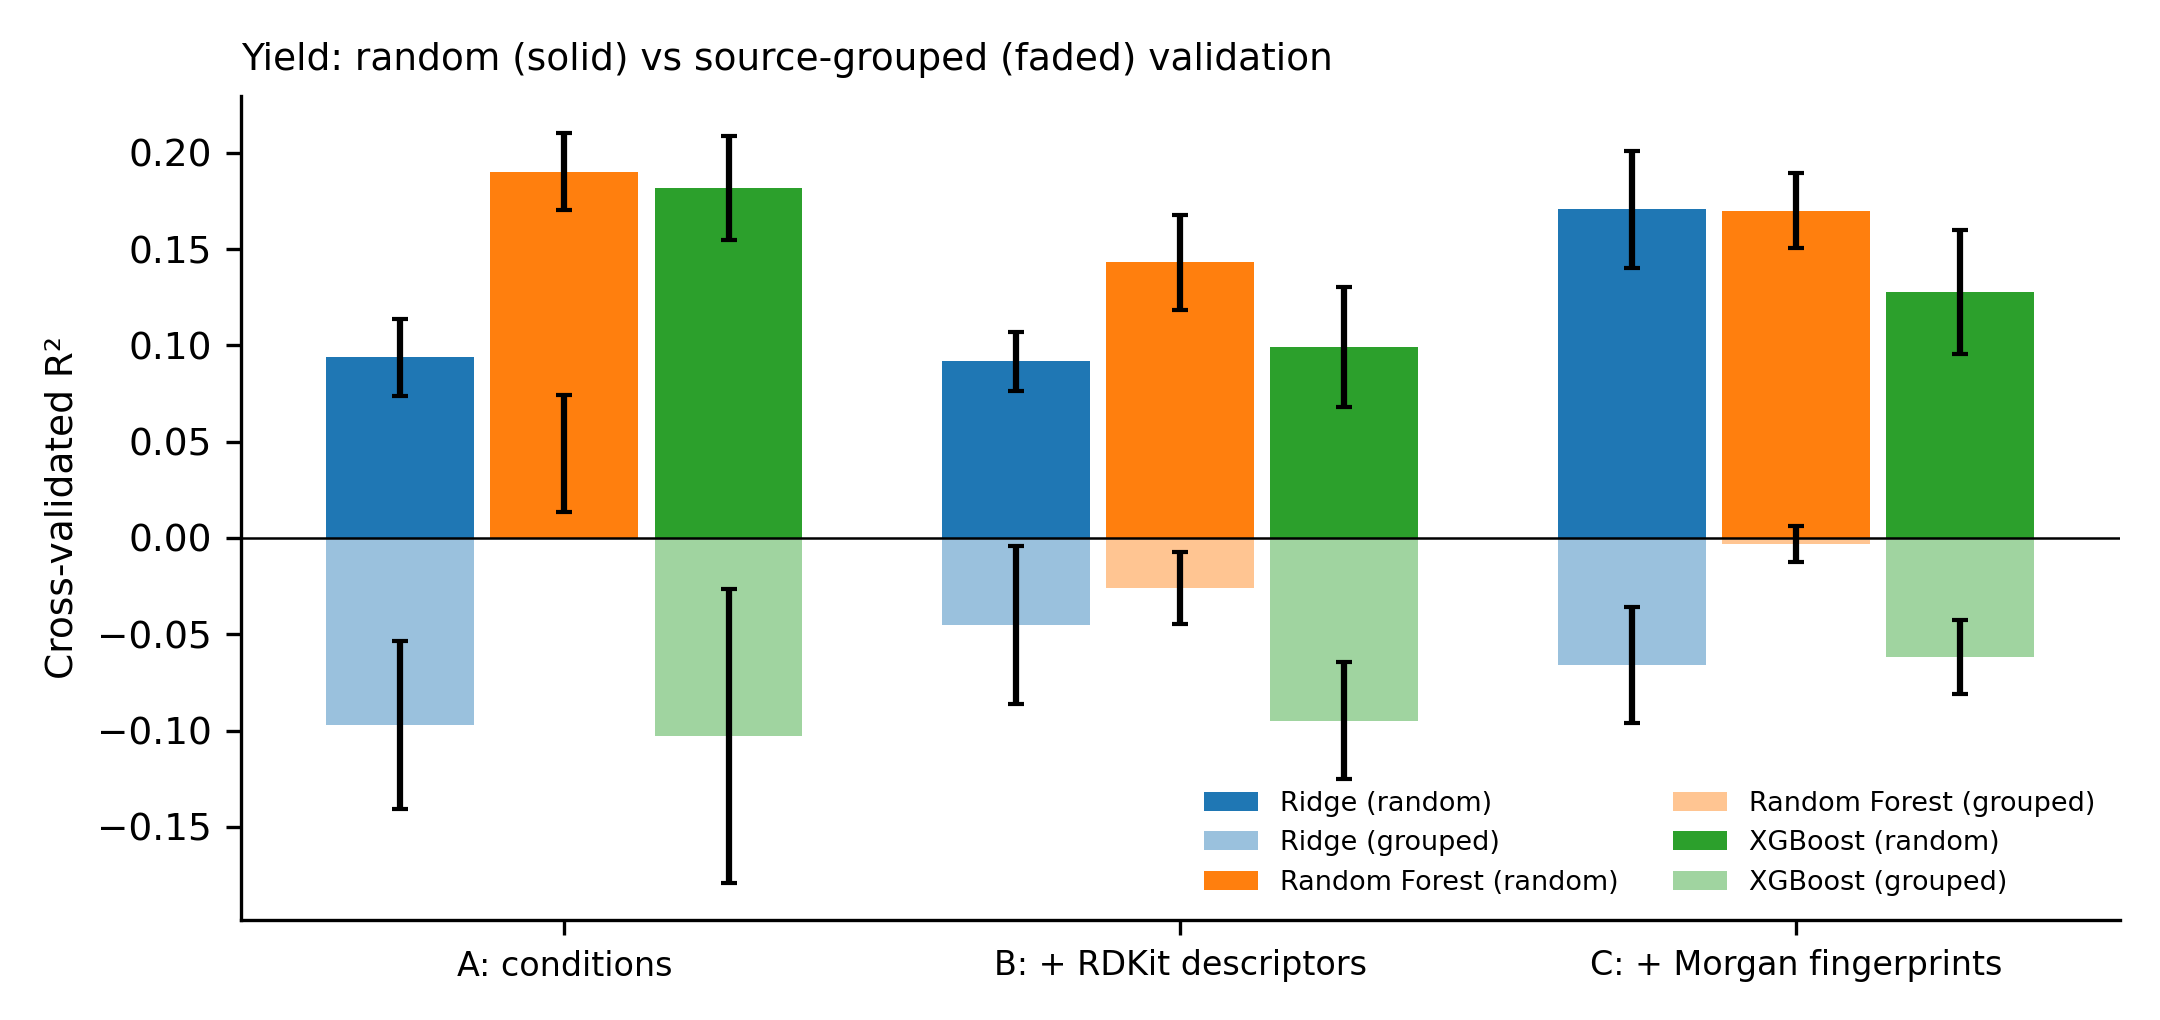 Yield: random (solid) vs source-grouped (faded) validation
Cross-validated R²
0.20
0.15
0.10
0.05
0.00
−0.05
−0.10
−0.15
A: conditions
B: + RDKit descriptors
C: + Morgan fingerprints
Ridge (random)
Ridge (grouped)
Random Forest (random)
Random Forest (grouped)
XGBoost (random)
XGBoost (grouped)